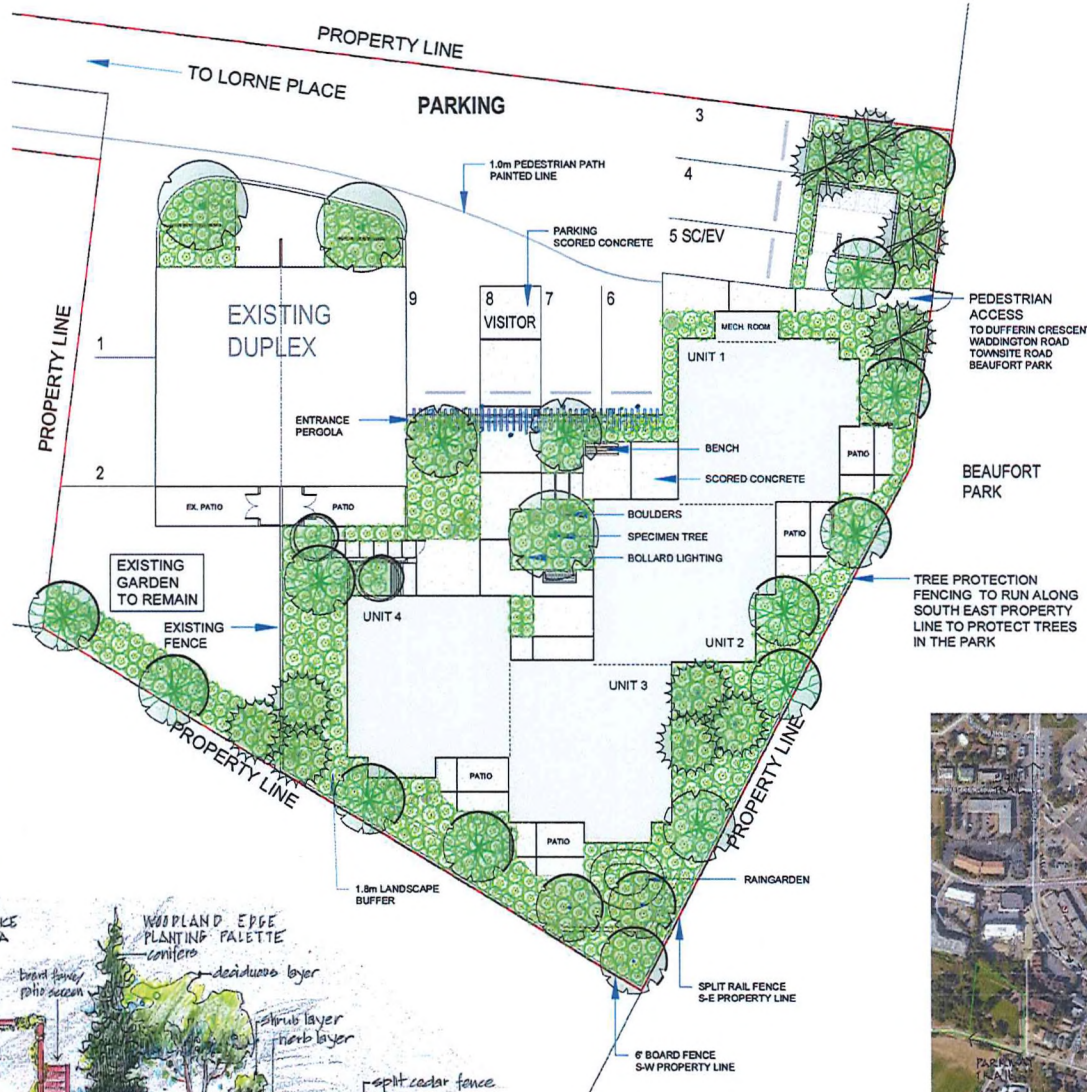 PROPERTY LINE
TO LORNE PLACE
PARKING
3
1.0m PEDESTRIAN PATH
PAINTED LINE
4
PARKING
SCORED CONCRETE
5 SC/EV
PROPERTY LINE
EXISTING
DUPLEX
9
8
7
6
VISITOR
MECH. ROOM
UNIT 1
PEDESTRIAN
ACCESS
TO DUFFERIN CRESCENT
WADDINGTON ROAD
TOWNSITE ROAD
BEAUFORT PARK
1
ENTRANCE
PERGOLA
BENCH
PATIO
SCORED CONCRETE
BEAUFORT
PARK
2
EX. PATIO
PATIO
BOULDERS
SPECIMEN TREE
BOLLARD LIGHTING
PATIO
EXISTING
GARDEN
TO REMAIN
EXISTING
FENCE
UNIT 4
TREE PROTECTION
FENCING TO RUN ALONG
SOUTH EAST PROPERTY
LINE TO PROTECT TREES
IN THE PARK
UNIT 2
UNIT 3
PROPERTY LINE
PROPERTY LINE
PATIO
PATIO
1.8m LANDSCAPE
BUFFER
RAINGARDEN
SPLIT RAIL FENCE
S-E PROPERTY LINE
6' BOARD FENCE
S-W PROPERTY LINE
WOODLAND EDGE
PLANTING PALETTE
conifers
deciduous layer
board fence/
patio screen
shrub layer
herb layer
split cedar fence
TRAIL
PARKWAY
TRAIL